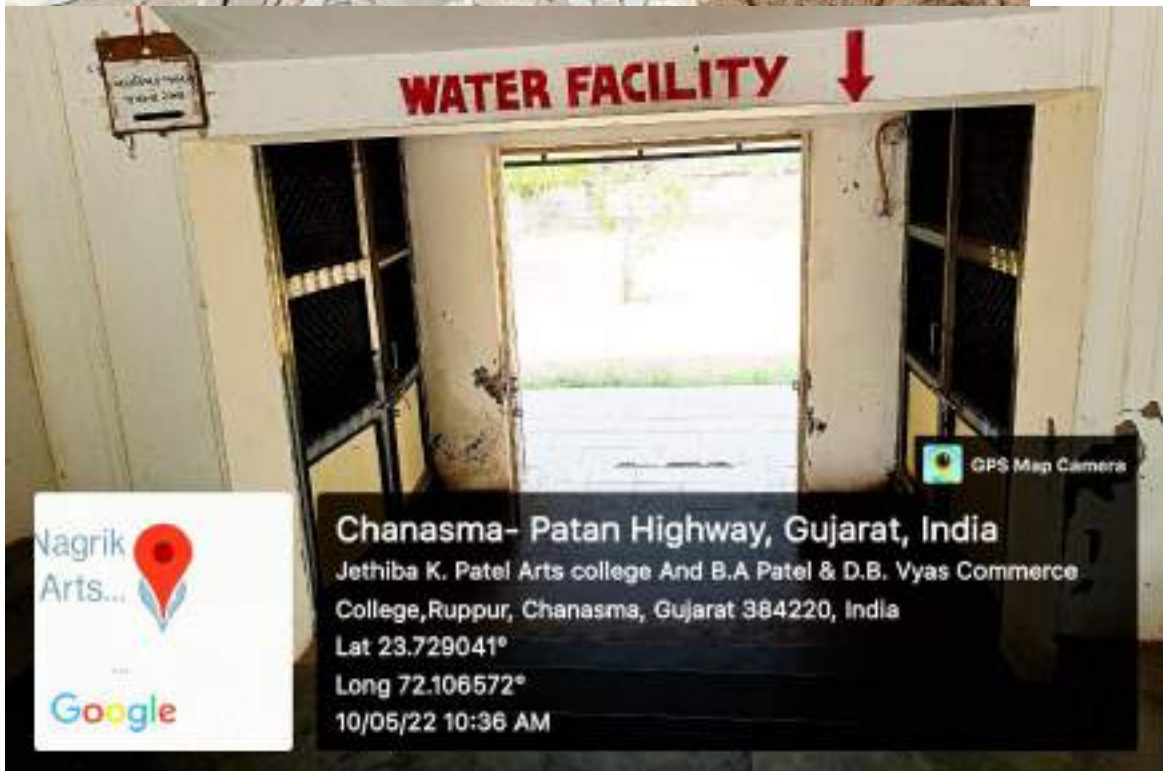 WATER FACILITY
GPS Map Camera
Nagrik
Arts...
Google
Chanasma- Patan Highway, Gujarat, India
Jethiba K. Patel Arts college And B.A Patel & D.B. Vyas Commerce
College,Ruppur, Chanasma, Gujarat 384220, India
Lat 23.729041°
Long 72.106572°
10/05/22 10:36 AM